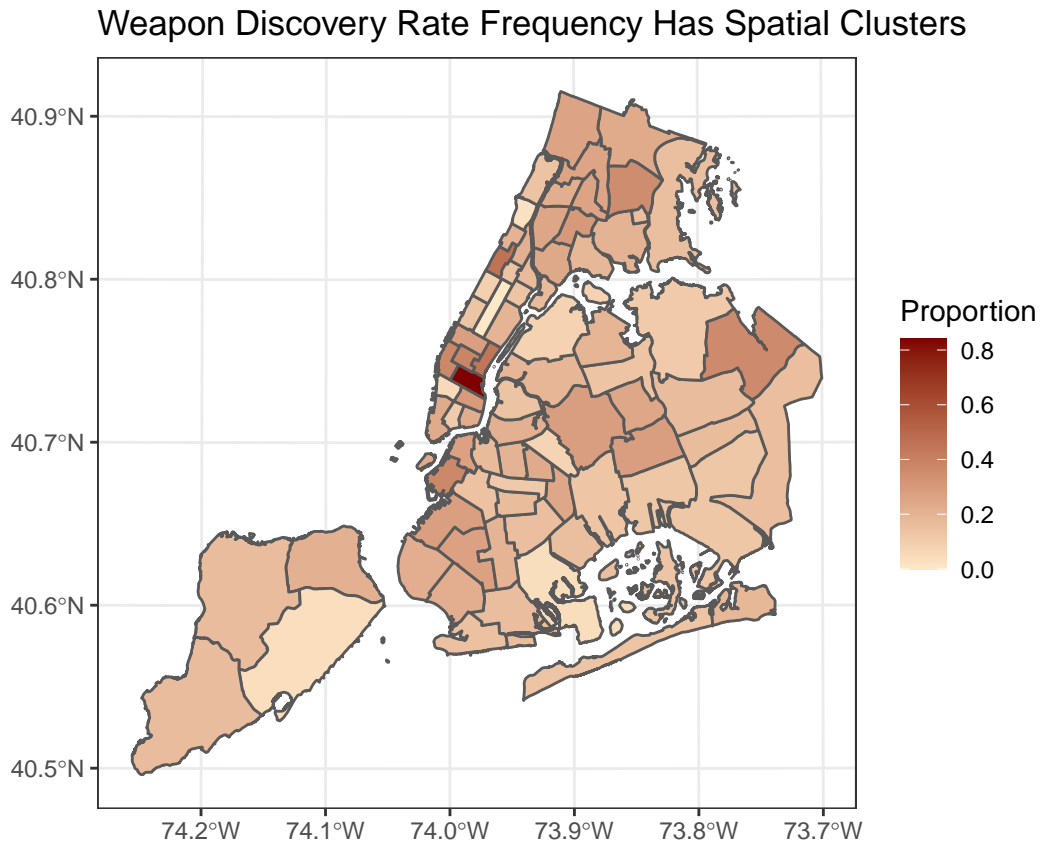 Weapon Discovery Rate Frequency Has Spatial Clusters
40.9°N
40.8°N
40.7°N
40.6°N
40.5°N
74.2°W 74.1°W 74.0°W 73.9°W 73.8°W 73.7°W
Proportion
0.8
0.6
0.4
0.2
0.0